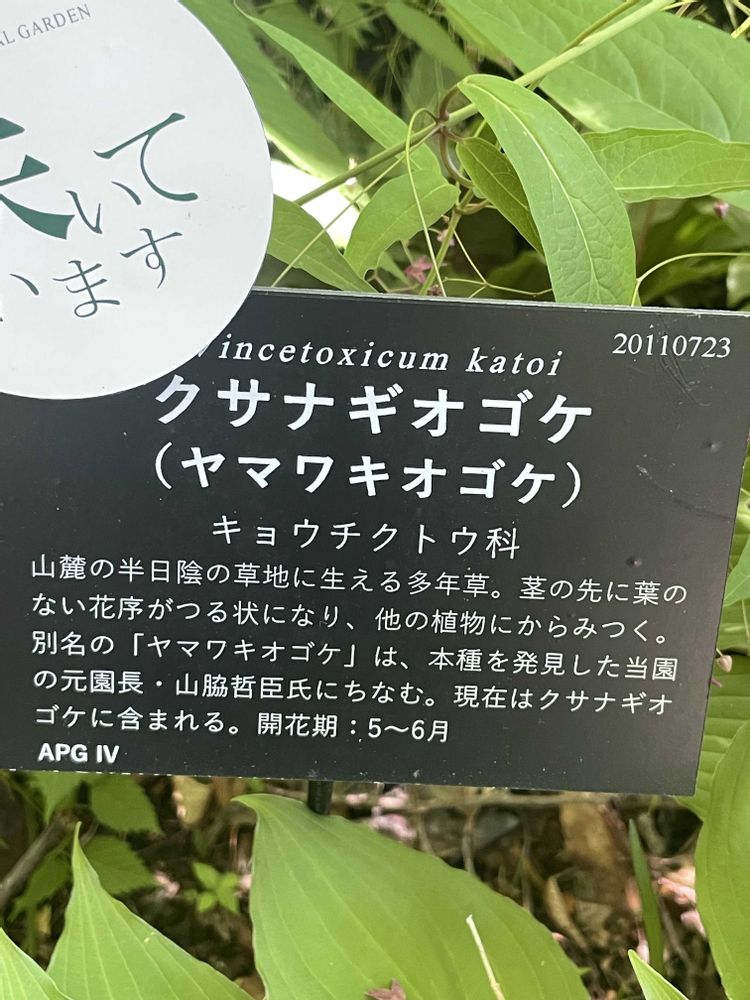 AL GARDEN
いて
います
Vincetoxicum katoi
20110723
クサナギオゴケ
（ヤマワキオゴケ）
キョウチクトウ科
山麓の半日陰の草地に生える多年草。茎の先に葉の
ない花序がつる状になり、他の植物にからみつく。
別名の「ヤマワキオゴケ」は、本種を発見した当園
の元園長・山脇哲臣氏にちなむ。現在はクサナギオ
ゴケに含まれる。開花期：5〜6月
APG IV